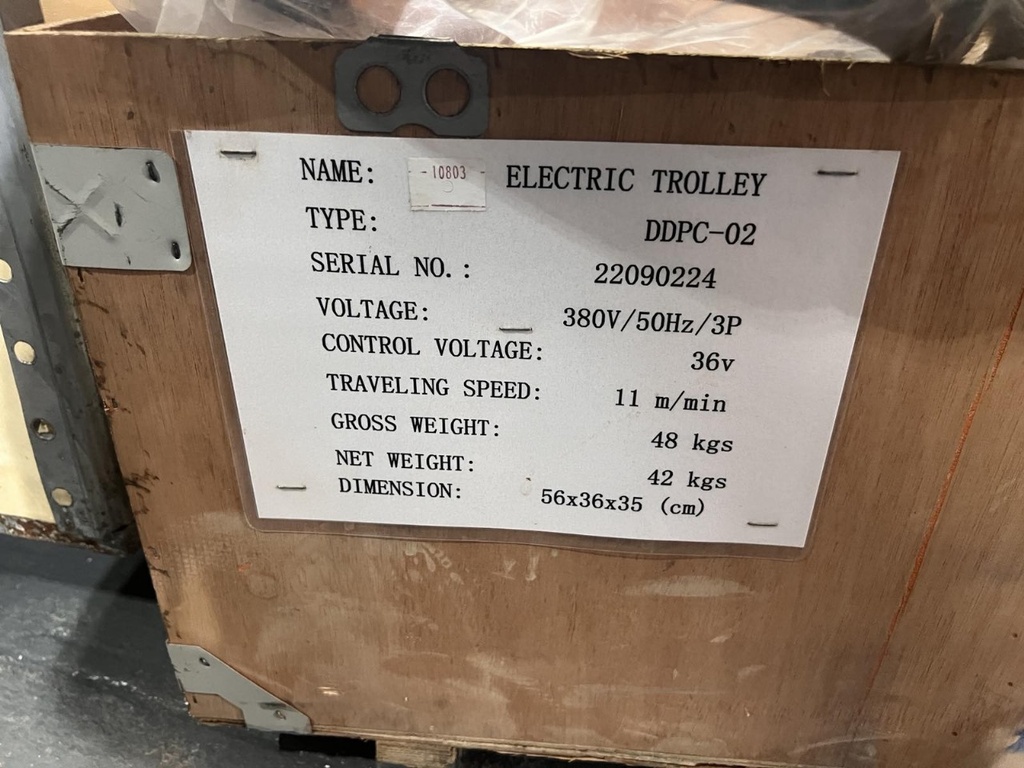 NAME: -10803- ELECTRIC TROLLEY
TYPE: DDPC-02
SERIAL NO.: 22090224
VOLTAGE: 380V/50Hz/3P
CONTROL VOLTAGE: 36v
TRAVELING SPEED: 11 m/min
GROSS WEIGHT: 48 kgs
NET WEIGHT: 42 kgs
DIMENSION: 56x36x35 (cm)